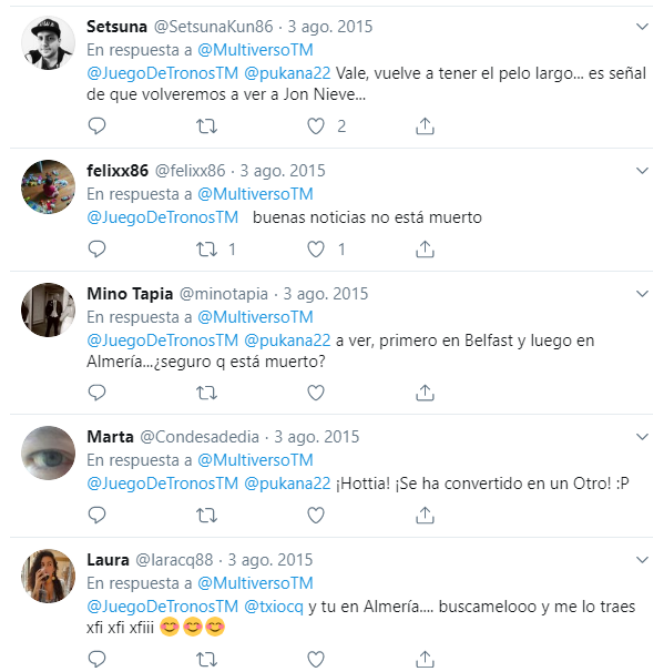 Setsuna @SetsunaKun86 · 3 ago. 2015
En respuesta a @MultiversoTM
@JuegoDeTronosTM @pukana22 Vale, vuelve a tener el pelo largo... es señal
de que volveremos a ver a Jon Nieve...
2
felixx86 @felixx86 · 3 ago. 2015
En respuesta a @MultiversoTM
@JuegoDeTronosTM buenas noticias no está muerto
1 1
Mino Tapia @minotapia · 3 ago. 2015
En respuesta a @MultiversoTM
@JuegoDeTronosTM @pukana22 a ver, primero en Belfast y luego en
Almería...¿seguro q está muerto?
Marta @Condesadedia · 3 ago. 2015
En respuesta a @MultiversoTM
@JuegoDeTronosTM @pukana22 ¡Hottia! ¡Se ha convertido en un Otro! :P
Laura @laracq88 · 3 ago. 2015
En respuesta a @MultiversoTM
@JuegoDeTronosTM @txiocq y tu en Almería.... buscamelooo y me lo traes
xfi xfi xfiii 😊😊😊